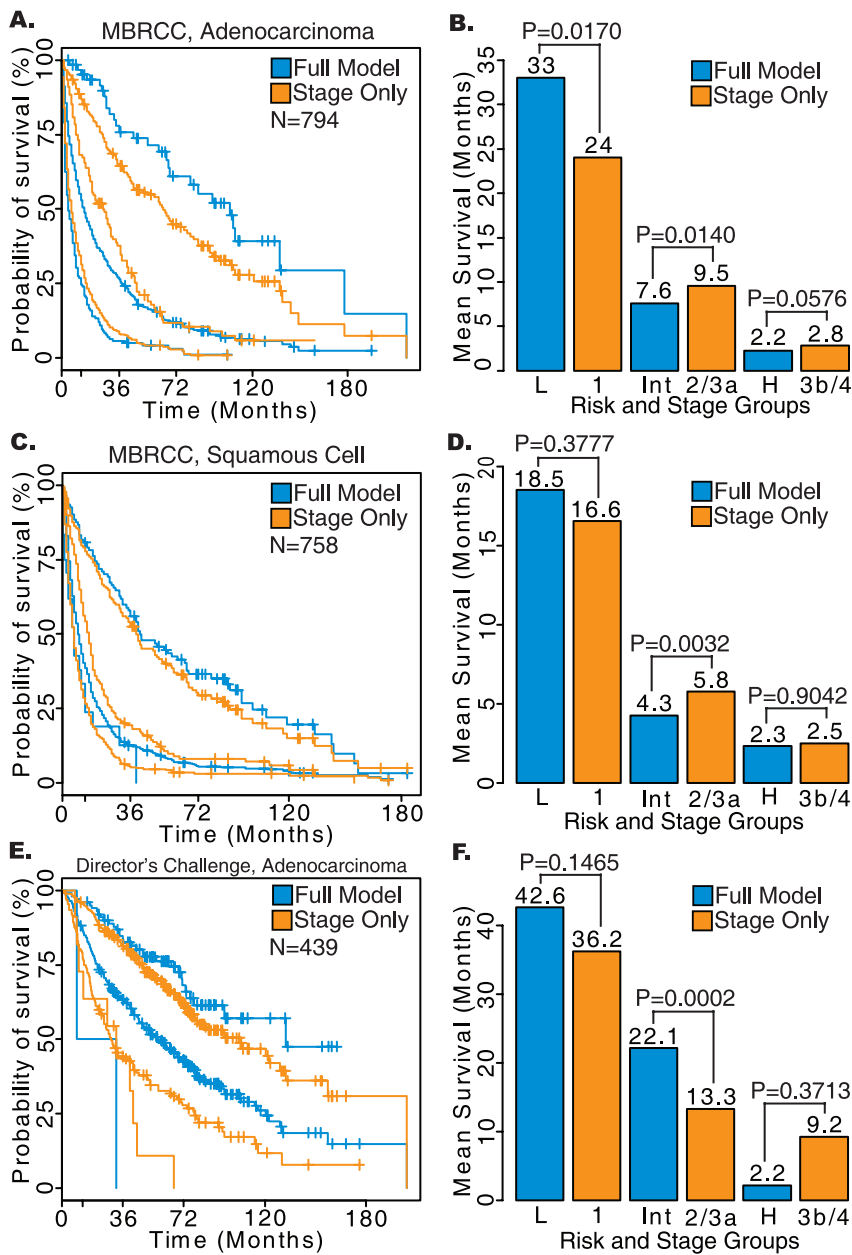 A.
MBRCC, Adenocarcinoma
Probability of survival (%)
100
75
50
25
0
Full Model
Stage Only
N=794
0 36 72 120 180
Time (Months)
B.
Mean Survival (Months)
35
30
25
20
15
10
5
0
P=0.0170
33
24
Full Model
Stage Only
P=0.0140
7.6
9.5
P=0.0576
2.2
2.8
L 1 Int 2/3a H 3b/4
Risk and Stage Groups
C.
MBRCC, Squamous Cell
Probability of survival (%)
100
75
50
25
0
Full Model
Stage Only
N=758
0 36 72 120 180
Time (Months)
D.
Mean Survival (Months)
20
15
10
5
0
P=0.3777
18.5
16.6
Full Model
Stage Only
P=0.0032
4.3
5.8
P=0.9042
2.3
2.5
L 1 Int 2/3a H 3b/4
Risk and Stage Groups
E.
Director's Challenge, Adenocarcinoma
Probability of survival (%)
100
75
50
25
0
Full Model
Stage Only
N=439
0 36 72 120 180
Time (Months)
F.
Mean Survival (Months)
40
30
20
10
0
P=0.1465
42.6
36.2
Full Model
Stage Only
P=0.0002
22.1
13.3
P=0.3713
2.2
9.2
L 1 Int 2/3a H 3b/4
Risk and Stage Groups